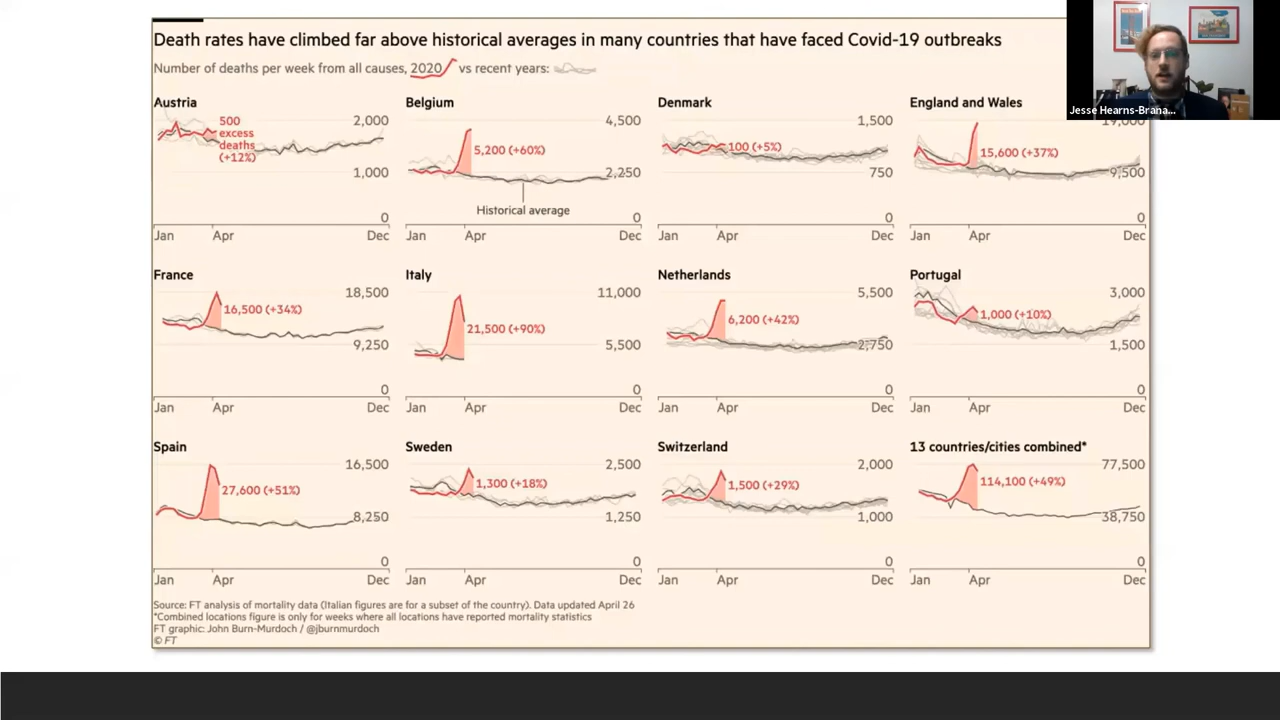 Death rates have climbed far above historical averages in many countries that have faced Covid-19 outbreaks
Number of deaths per week from all causes, 2020 vs recent years:
Jesse Hearns-Brana...
Austria
500
excess
deaths
(+12%)
2,000
1,000
0
Jan Apr Dec
Belgium
4,500
5,200 (+60%)
2,250
Historical average
0
Jan Apr Dec
Denmark
1,500
100 (+5%)
750
0
Jan Apr Dec
England and Wales
19,000
15,600 (+37%)
9,500
0
Jan Apr Dec
France
18,500
16,500 (+34%)
9,250
0
Jan Apr Dec
Italy
11,000
21,500 (+90%)
5,500
0
Jan Apr Dec
Netherlands
5,500
6,200 (+42%)
2,750
0
Jan Apr Dec
Portugal
3,000
1,000 (+10%)
1,500
0
Jan Apr Dec
Spain
16,500
27,600 (+51%)
8,250
0
Jan Apr Dec
Sweden
2,500
1,300 (+18%)
1,250
0
Jan Apr Dec
Switzerland
2,000
1,500 (+29%)
1,000
0
Jan Apr Dec
13 countries/cities combined*
77,500
114,100 (+49%)
38,750
0
Jan Apr Dec
Source: FT analysis of mortality data (Italian figures are for a subset of the country). Data updated April 26
*Combined locations figure is only for weeks where all locations have reported mortality statistics
FT graphic: John Burn-Murdoch / @jburnmurdoch
© FT